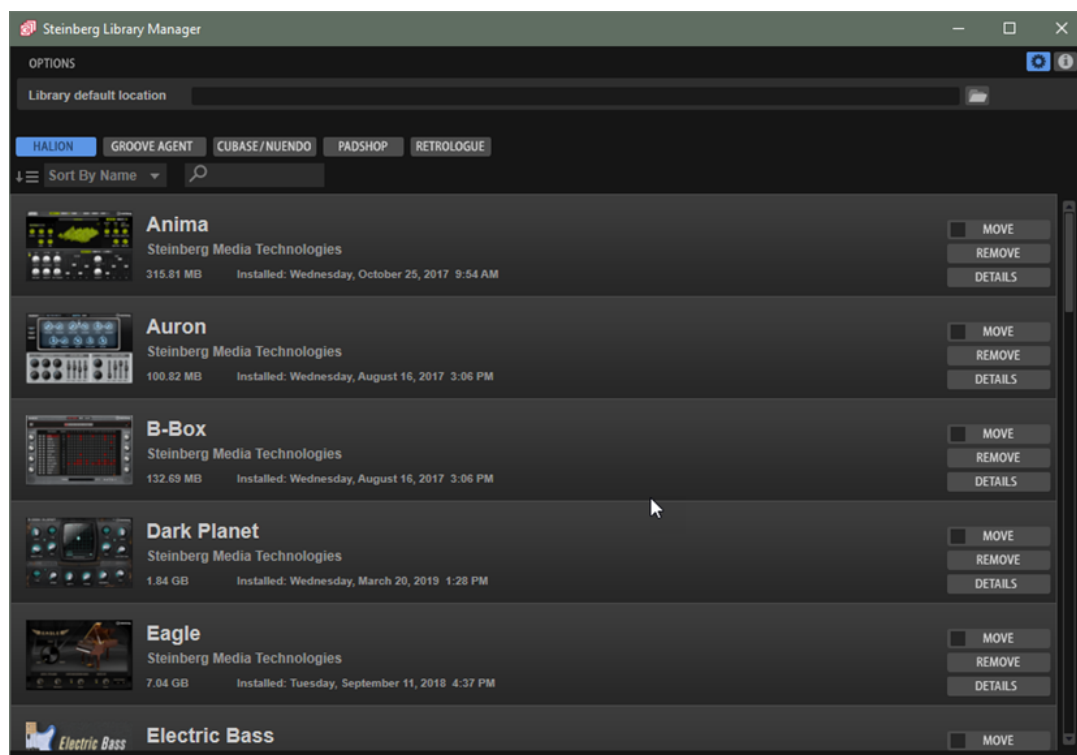 Steinberg Library Manager
OPTIONS
Library default location
HALION GROOVE AGENT CUBASE/NUENDO PADSHOP RETROLOGUE
Sort By Name
Anima
MOVE
Steinberg Media Technologies
REMOVE
315.81 MB Installed: Wednesday, October 25, 2017 9:54 AM
DETAILS
Auron
MOVE
Steinberg Media Technologies
REMOVE
100.82 MB Installed: Wednesday, August 16, 2017 3:06 PM
DETAILS
B-Box
MOVE
Steinberg Media Technologies
REMOVE
132.69 MB Installed: Wednesday, August 16, 2017 3:06 PM
DETAILS
Dark Planet
MOVE
Steinberg Media Technologies
REMOVE
1.84 GB Installed: Wednesday, March 20, 2019 1:28 PM
DETAILS
Eagle
MOVE
Steinberg Media Technologies
REMOVE
7.04 GB Installed: Tuesday, September 11, 2018 4:37 PM
DETAILS
Electric Bass
Electric Bass
MOVE